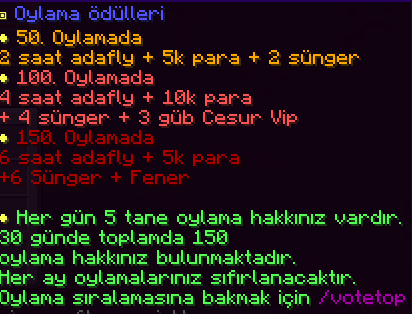 Oylama ödülleri
50. Oylamada
2 saat adafly + 5k para + 2 sünger
100. Oylamada
4 saat adafly + 10k para
+ 4 sünger + 3 güb Cesur Vip
150. Oylamada
6 saat adafly + 5k para
+6 Sünger + Fener
Her gün 5 tane oylama hakkınız vardır.
30 günde toplamda 150
oylama hakkınız bulunmaktadır.
Her ay oylamalarınız sıfırlanacaktır.
Oylama sıralamasına bakmak için /votetop